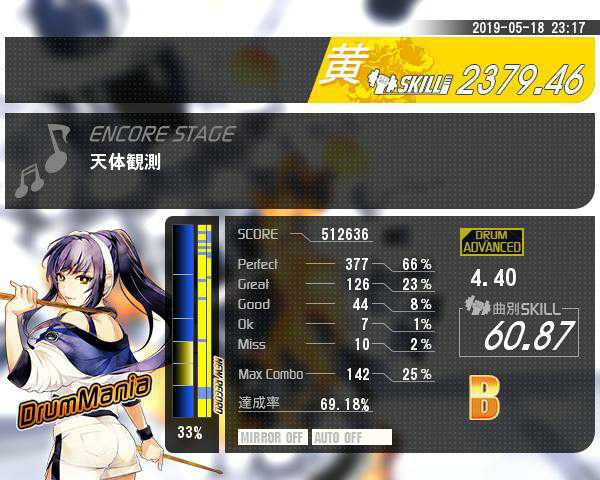 2019-05-18 23:17
黄 SKILL 2379.46
ENCORE STAGE
天体観測
SCORE 512636
Perfect 377 66%
Great 126 23%
Good 44 8%
Ok 7 1%
Miss 10 2%
Max Combo 142 25%
達成率 69.18%
MIRROR OFF AUTO OFF
DRUM
ADVANCED
4.40
曲別SKILL
60.87
B
DrumMania
33%
NEW RECORD